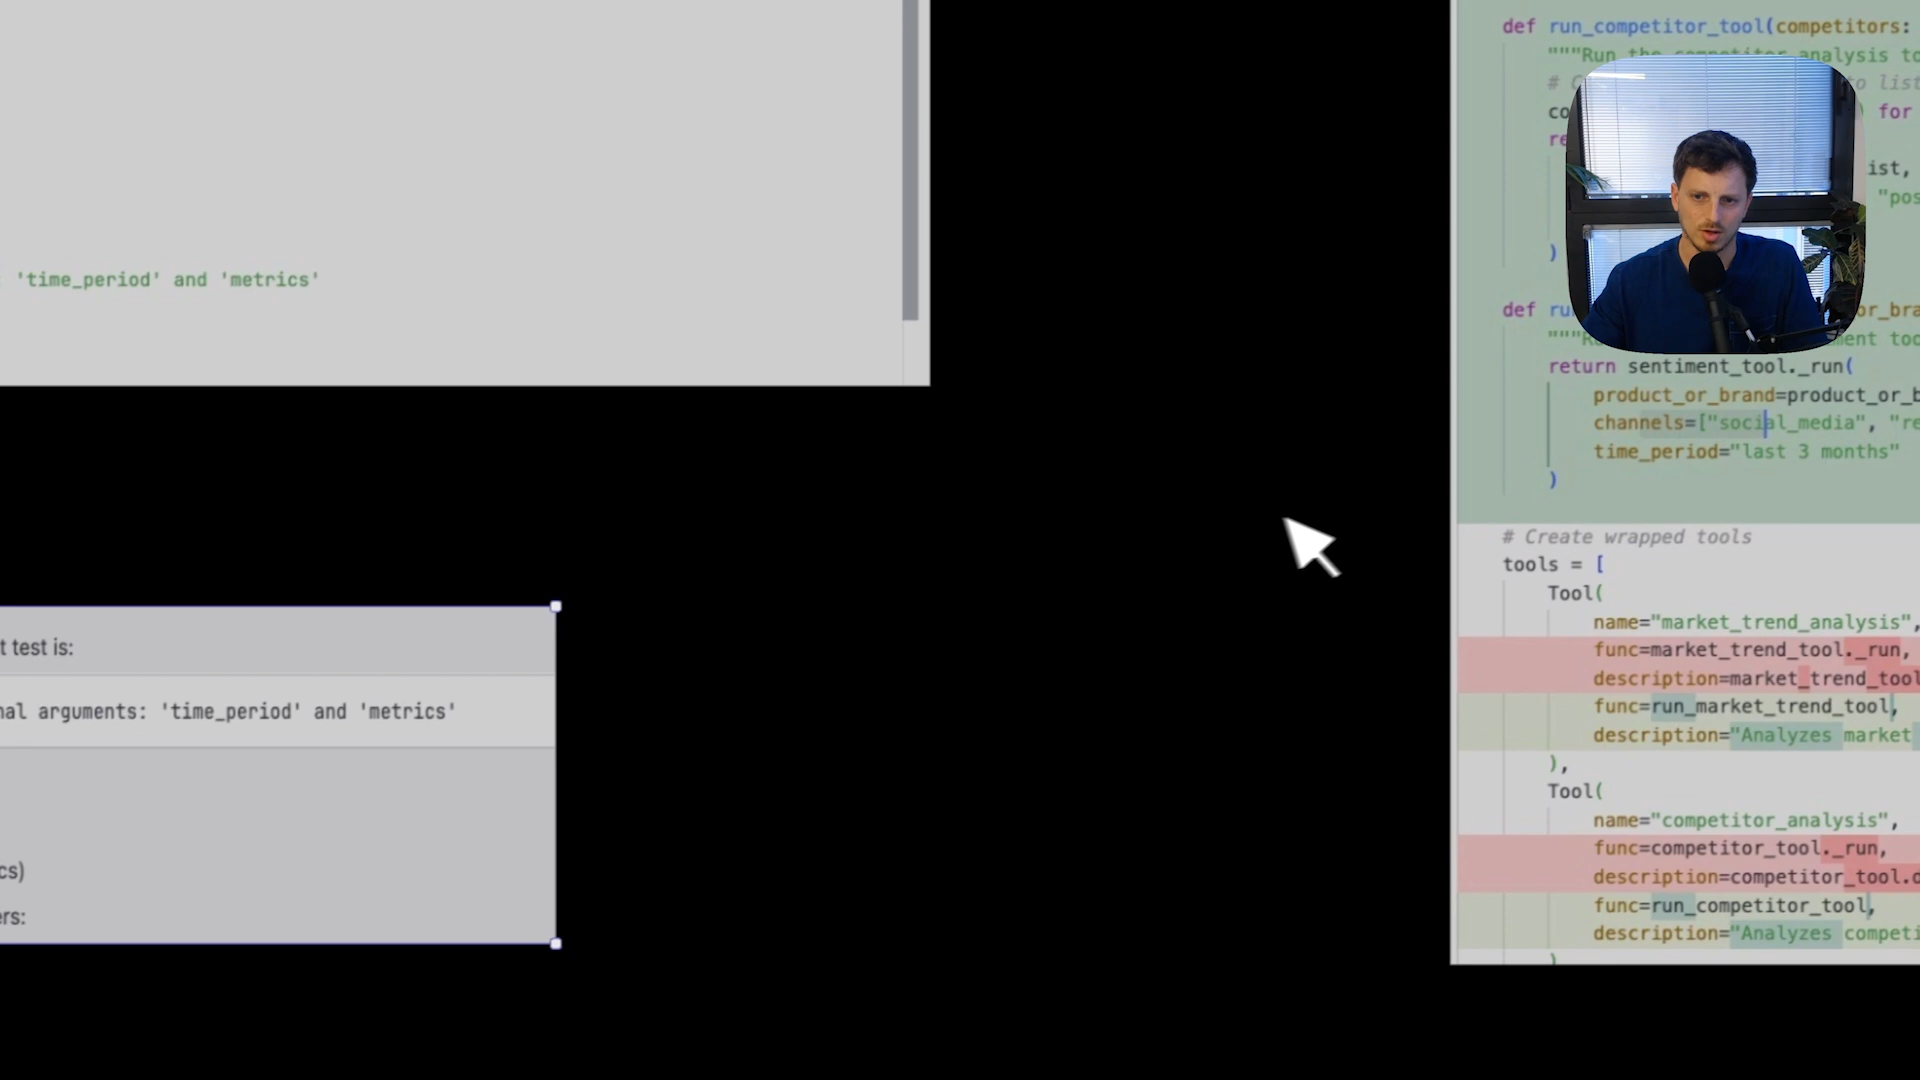 'time_period' and 'metrics'
t test is:
nal arguments: 'time_period' and 'metrics'
cs)
ers:
def run_competitor_tool(competitors:
"""Run the competitor analysis to
# to list
co ) for
re
ist,
"pos
)
def ru or_bra
"""R ment too
return sentiment_tool._run(
product_or_brand=product_or_b
channels=["social_media", "re
time_period="last 3 months"
)
# Create wrapped tools
tools = [
Tool(
name="market_trend_analysis",
func=market_trend_tool._run,
description=market_trend_tool
func=run_market_trend_tool,
description="Analyzes market
),
Tool(
name="competitor_analysis",
func=competitor_tool._run,
description=competitor_tool.d
func=run_competitor_tool,
description="Analyzes competi
)